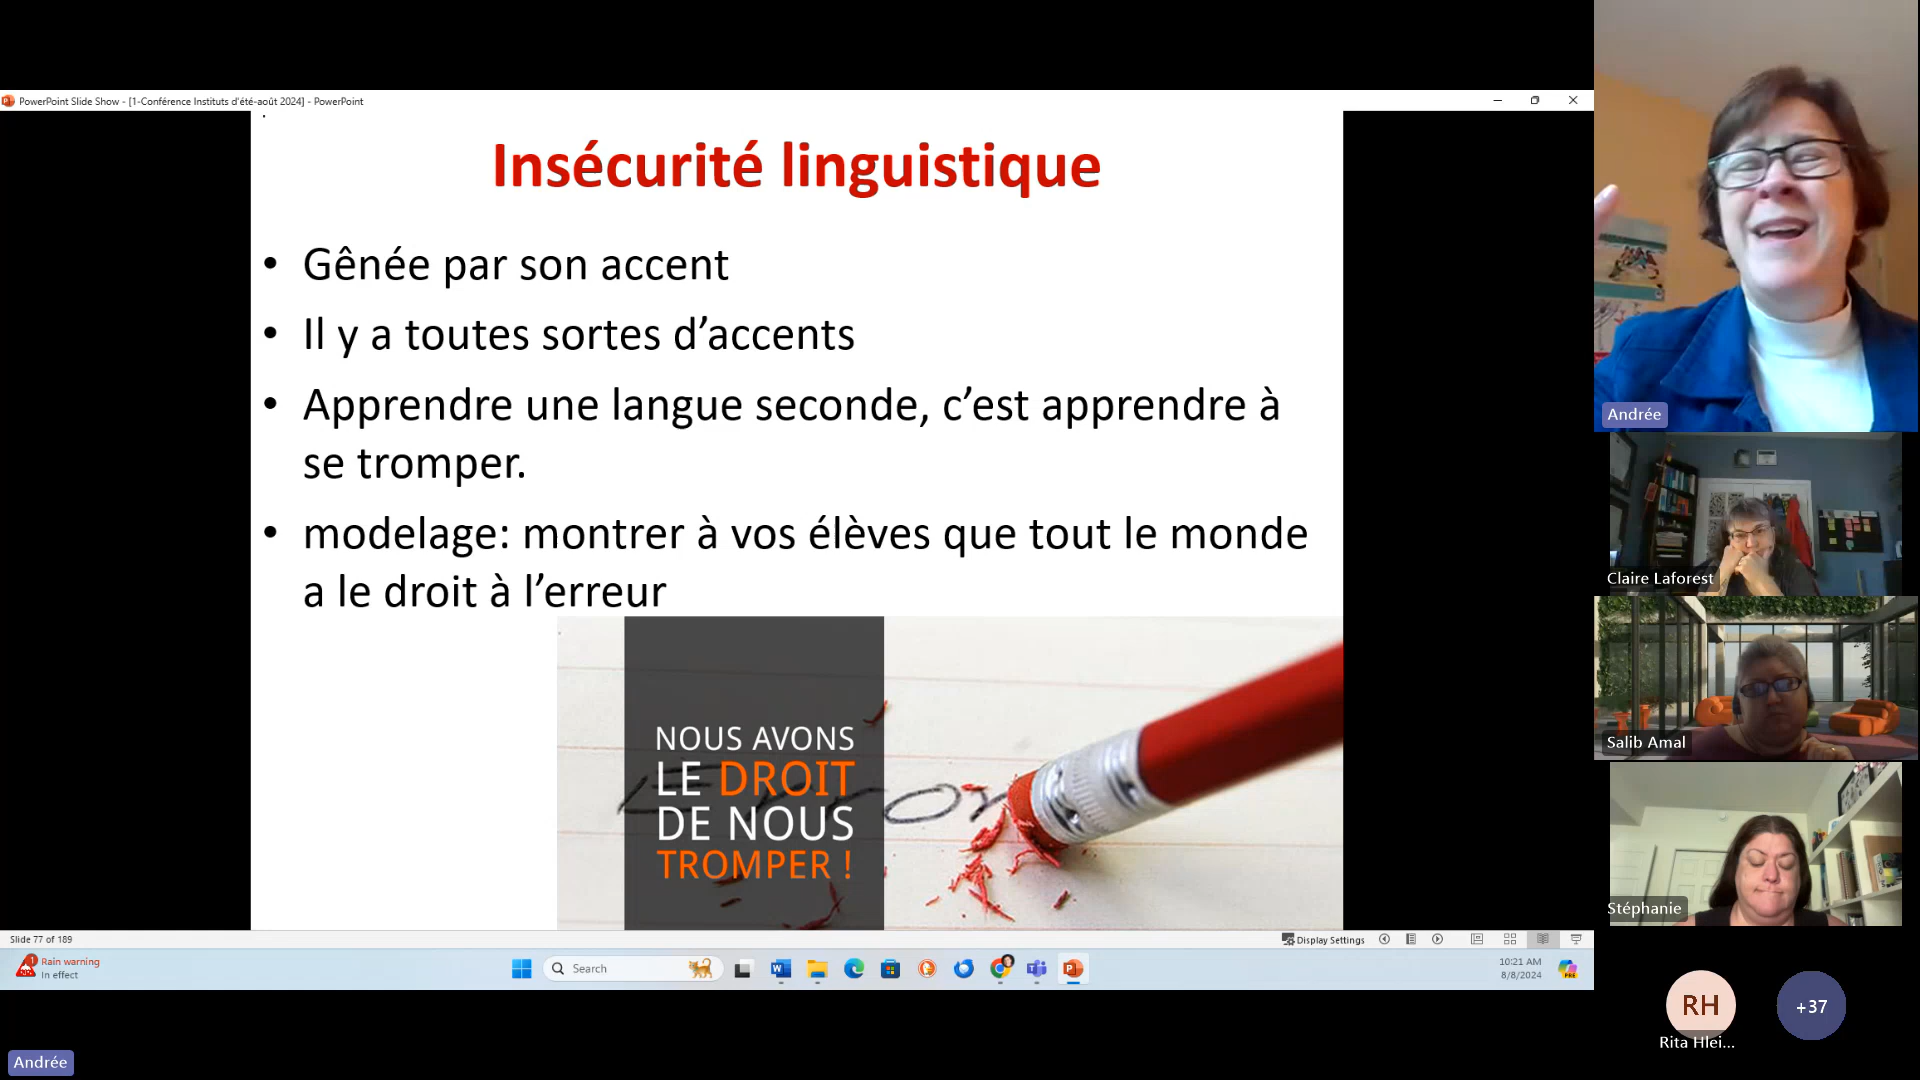 PowerPoint Slide Show - [1-Conférence Instituts d'été-août 2024] - PowerPoint
Insécurité linguistique
• Gênée par son accent
• Il y a toutes sortes d’accents
• Apprendre une langue seconde, c’est apprendre à
se tromper.
• modelage: montrer à vos élèves que tout le monde
a le droit à l’erreur
NOUS AVONS
LE DROIT
DE NOUS
TROMPER !
Error
Slide 77 of 189
Display Settings
Rain warning
In effect
Search
10:21 AM
8/8/2024
Andrée
Claire Laforest
Salib Amal
Stéphanie
RH
Rita Hlei...
+37
Andrée